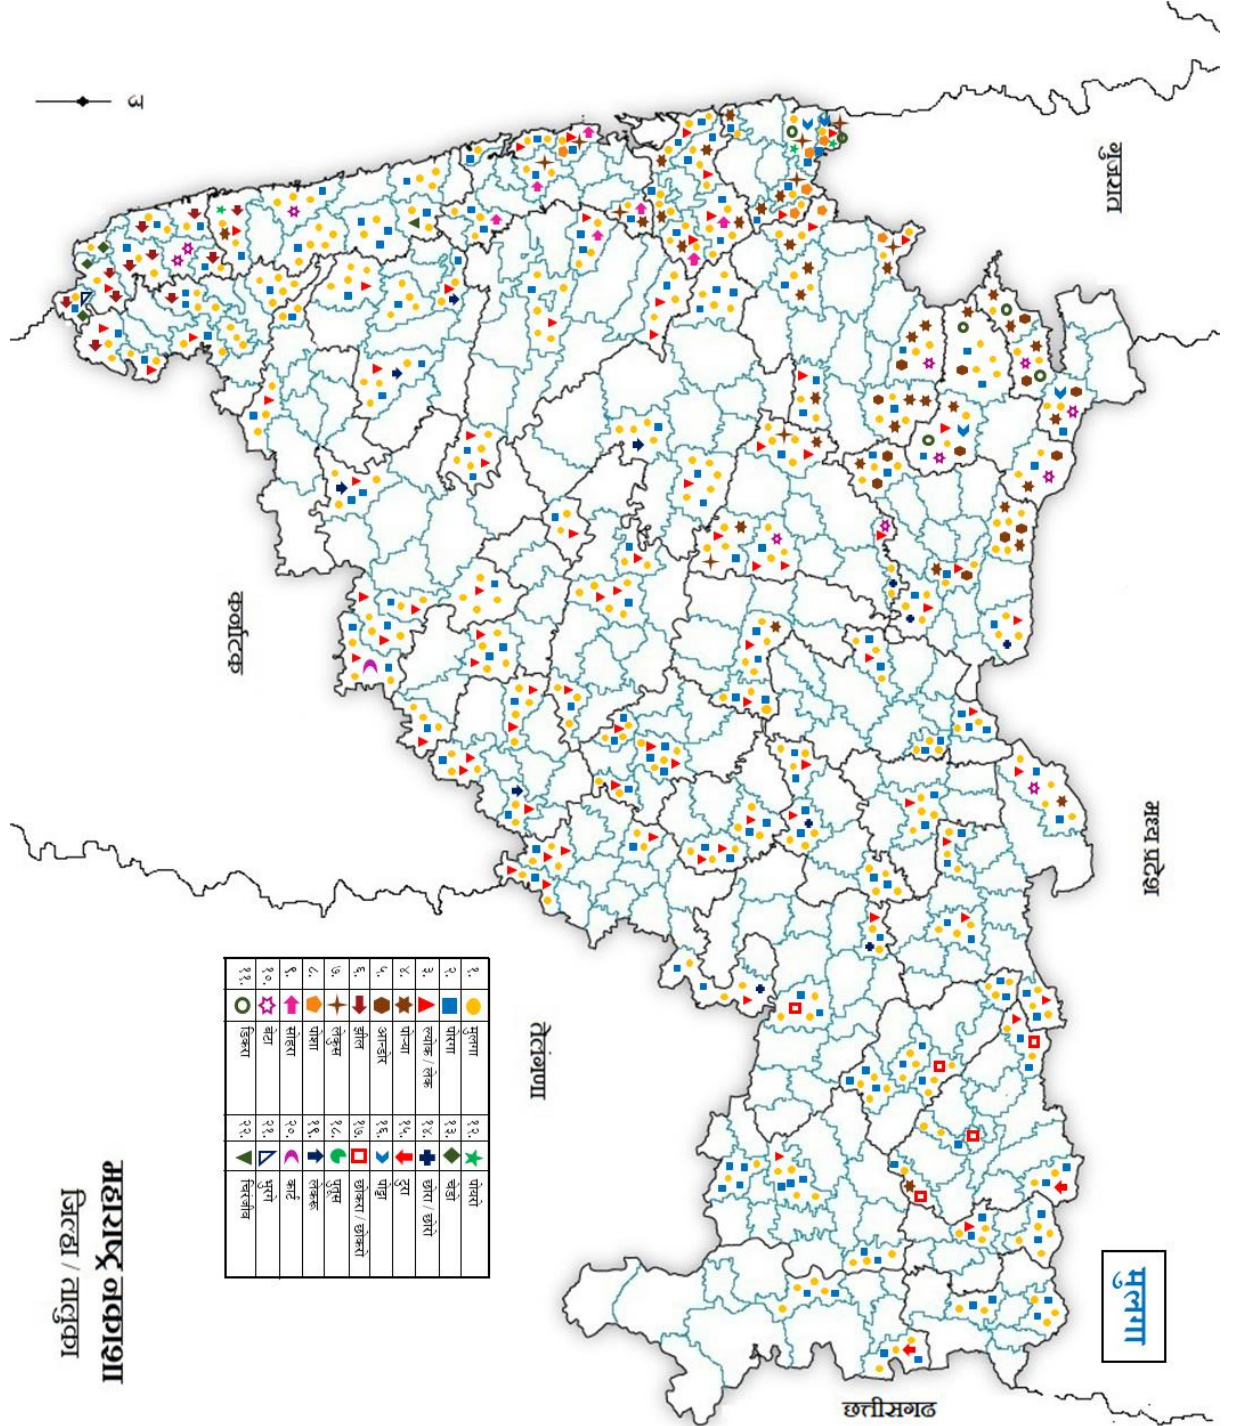 मुलगा
गुजरात
मध्य प्रदेश
छत्तीसगढ
तेलंगणा
कर्नाटक
उ
१. मुलगा १२. पोयरो
२. पोरगा १३. चेडो
३. ल्योक / लेक १४. छोरा / छोरो
४. पोऱ्या १५. टुरा
५. आन्डोर १६. पोट्टा
६. झील १७. छोकरा / छोकरो
७. लेकुस १८. पूतूस
८. पोशा १९. लेकरू
९. सोहरा २०. कार्ट
१०. बेटा २१. भुरगो
११. डिकरा २२. चिरंजीव
महाराष्ट्र नकाशा
जिल्हा / तालुका